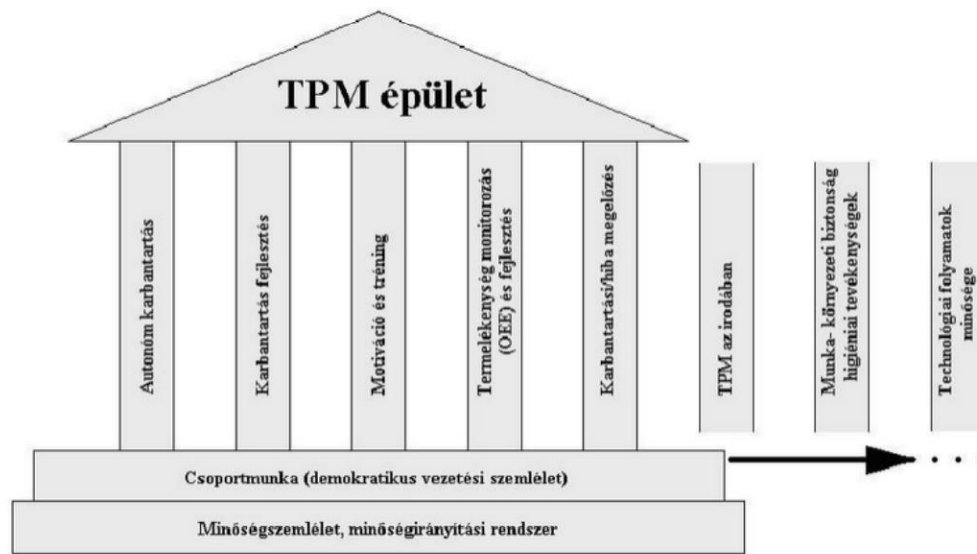 TPM épület
Autonóm karbantartás
Karbantartás fejlesztés
Motiváció és tréning
Termelékenység monitorozás
(OEE) és fejlesztés
Karbantartási/hiba megelőzés
TPM az irodában
Munka- környezeti biztonság
higiéniai tevékenységek
Technológiai folyamatok
minősége
Csoportmunka (demokratikus vezetési szemlélet)
Minőségszemlélet, minőségirányítási rendszer